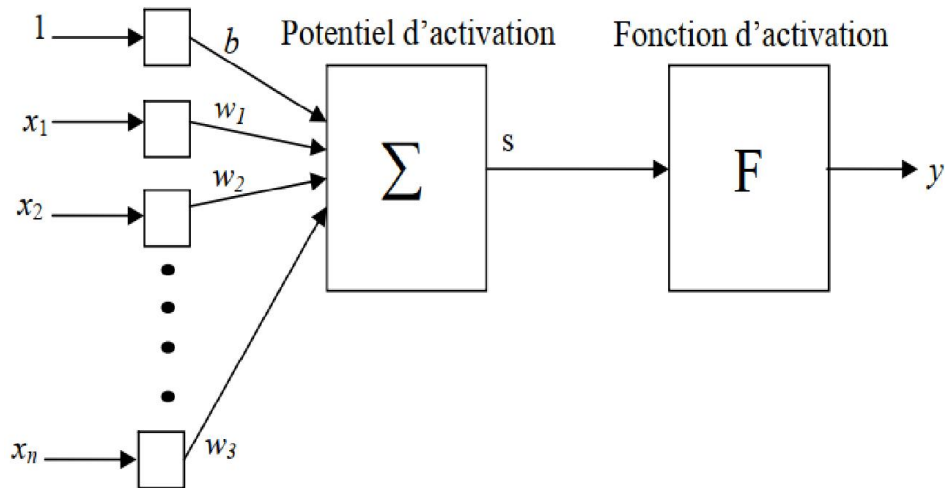 Potentiel d’activation
Fonction d’activation
1
b
x1
w1
x2
w2
Σ
s
F
y
xn
w3